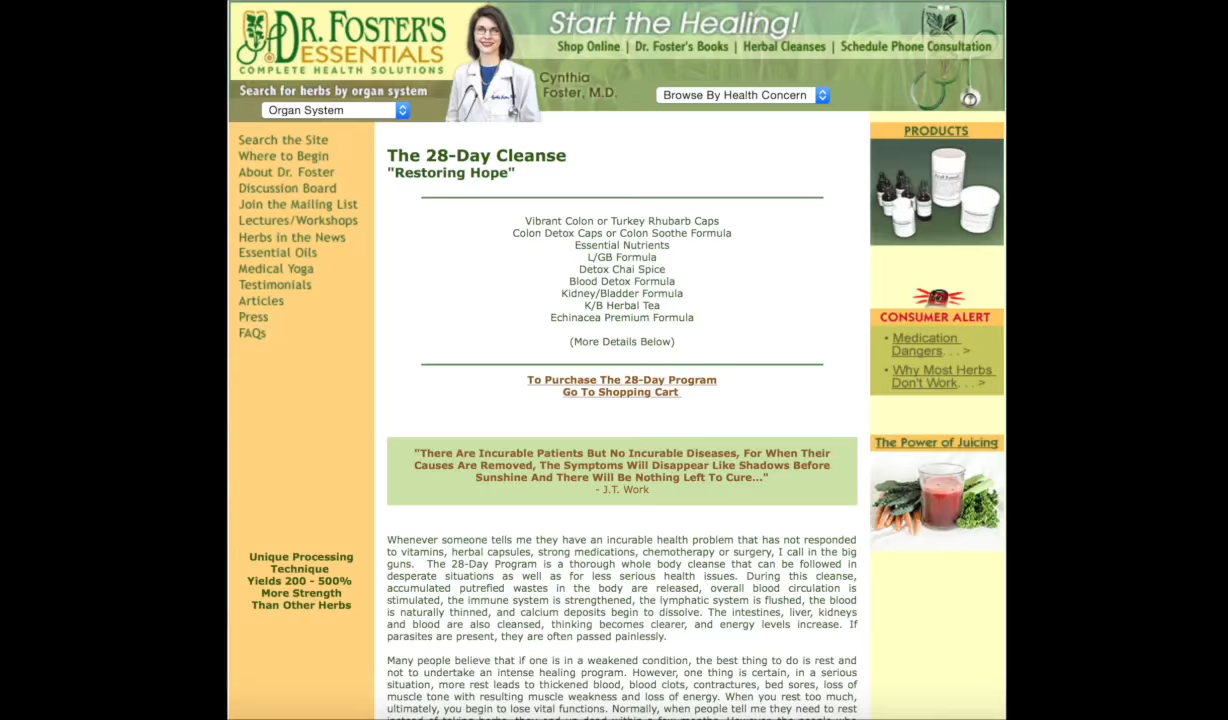 DR. FOSTER'S
ESSENTIALS
COMPLETE HEALTH SOLUTIONS
Search for herbs by organ system
Organ System
Cynthia
Foster, M.D.
Start the Healing!
Shop Online | Dr. Foster's Books | Herbal Cleanses | Schedule Phone Consultation
Browse By Health Concern
Search the Site
Where to Begin
About Dr. Foster
Discussion Board
Join the Mailing List
Lectures/Workshops
Herbs in the News
Essential Oils
Medical Yoga
Testimonials
Articles
Press
FAQs
Unique Processing
Technique
Yields 200 - 500%
More Strength
Than Other Herbs
The 28-Day Cleanse
"Restoring Hope"
Vibrant Colon or Turkey Rhubarb Caps
Colon Detox Caps or Colon Soothe Formula
Essential Nutrients
L/GB Formula
Detox Chai Spice
Blood Detox Formula
Kidney/Bladder Formula
K/B Herbal Tea
Echinacea Premium Formula
(More Details Below)
To Purchase The 28-Day Program
Go To Shopping Cart
"There Are Incurable Patients But No Incurable Diseases, For When Their
Causes Are Removed, The Symptoms Will Disappear Like Shadows Before
Sunshine And There Will Be Nothing Left To Cure..."
- J.T. Work
Whenever someone tells me they have an incurable health problem that has not responded
to vitamins, herbal capsules, strong medications, chemotherapy or surgery, I call in the big
guns. The 28-Day Program is a thorough whole body cleanse that can be followed in
desperate situations as well as for less serious health issues. During this cleanse,
accumulated putrefied wastes in the body are released, overall blood circulation is
stimulated, the immune system is strengthened, the lymphatic system is flushed, the blood
is naturally thinned, and calcium deposits begin to dissolve. The intestines, liver, kidneys
and blood are also cleansed, thinking becomes clearer, and energy levels increase. If
parasites are present, they are often passed painlessly.
Many people believe that if one is in a weakened condition, the best thing to do is rest and
not to undertake an intense healing program. However, one thing is certain, in a serious
situation, more rest leads to thickened blood, blood clots, contractures, bed sores, loss of
muscle tone with resulting muscle weakness and loss of energy. When you rest too much,
ultimately, you begin to lose vital functions. Normally, when people tell me they need to rest
instead of taking herbs, they end up dead within a few months. However, the people who
PRODUCTS
CONSUMER ALERT
• Medication
Dangers. . . >
• Why Most Herbs
Don't Work. . . >
The Power of Juicing